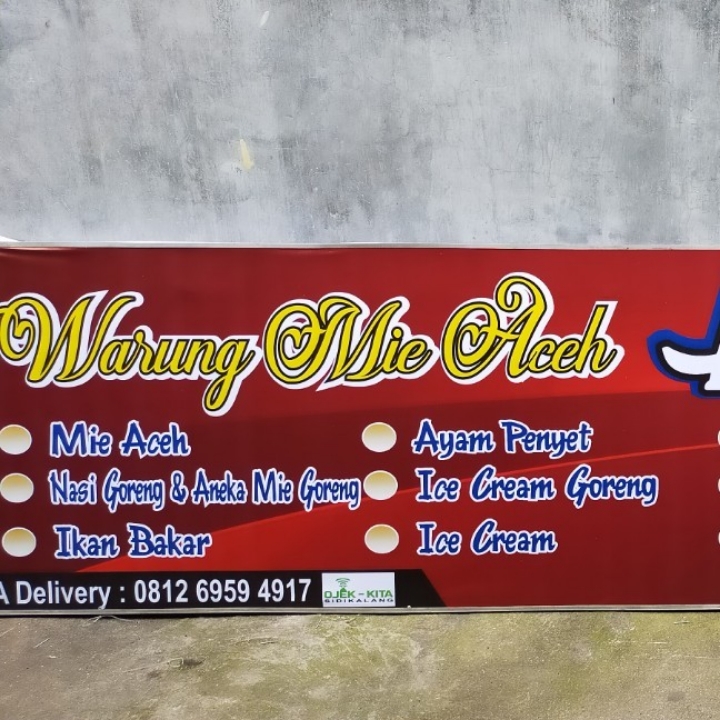 Warung Mie Aceh
Mie Aceh
Nasi Goreng & Aneka Mie Goreng
Ikan Bakar
Ayam Penyet
Ice Cream Goreng
Ice Cream
A Delivery : 0812 6959 4917
OJEK - KITA
SIDIKALANG